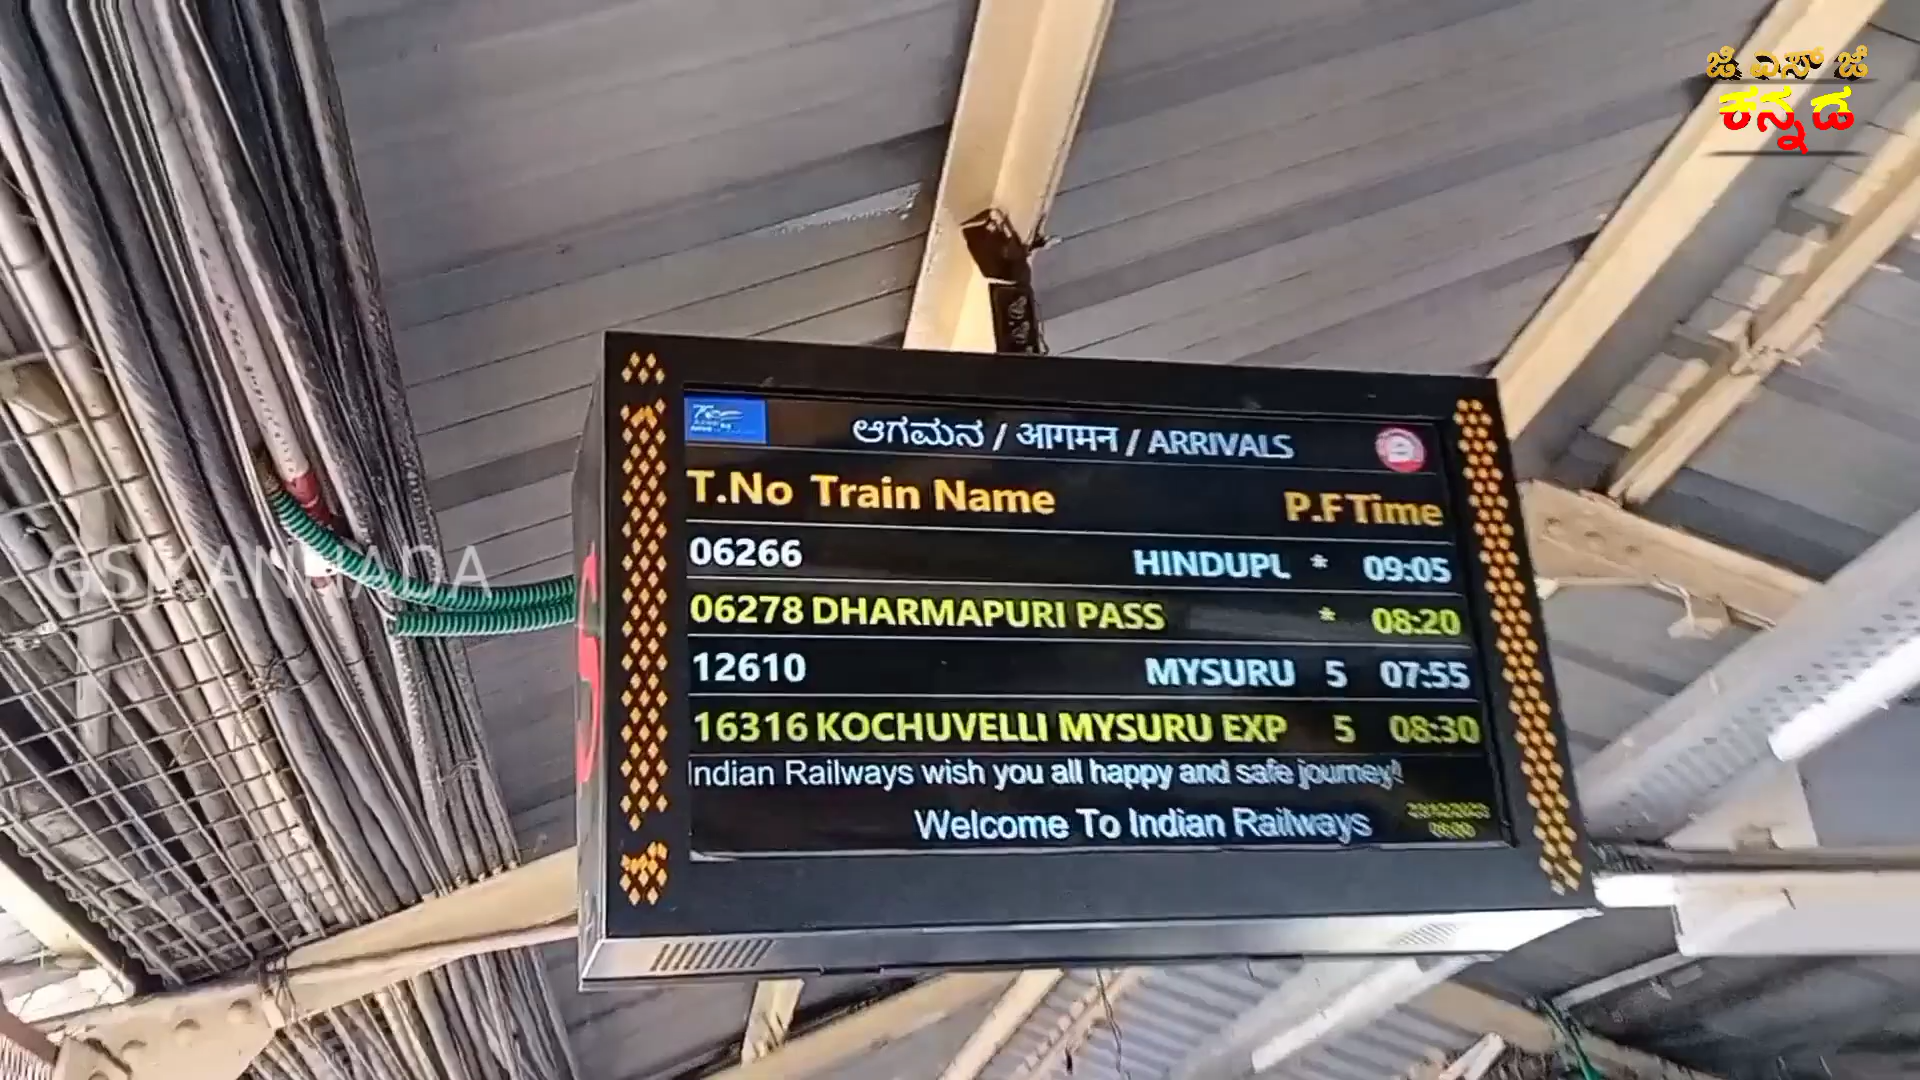 ಜಿ ಎಸ್ ಜೆ
ಕನ್ನಡ
GSJKANNADA
ಆಗಮನ / आगमन / ARRIVALS
T.No Train Name P.F Time
06266 HINDUPL * 09:05
06278 DHARMAPURI PASS * 08:20
12610 MYSURU 5 07:55
16316 KOCHUVELLI MYSURU EXP 5 08:30
Indian Railways wish you all happy and safe journey!
Welcome To Indian Railways